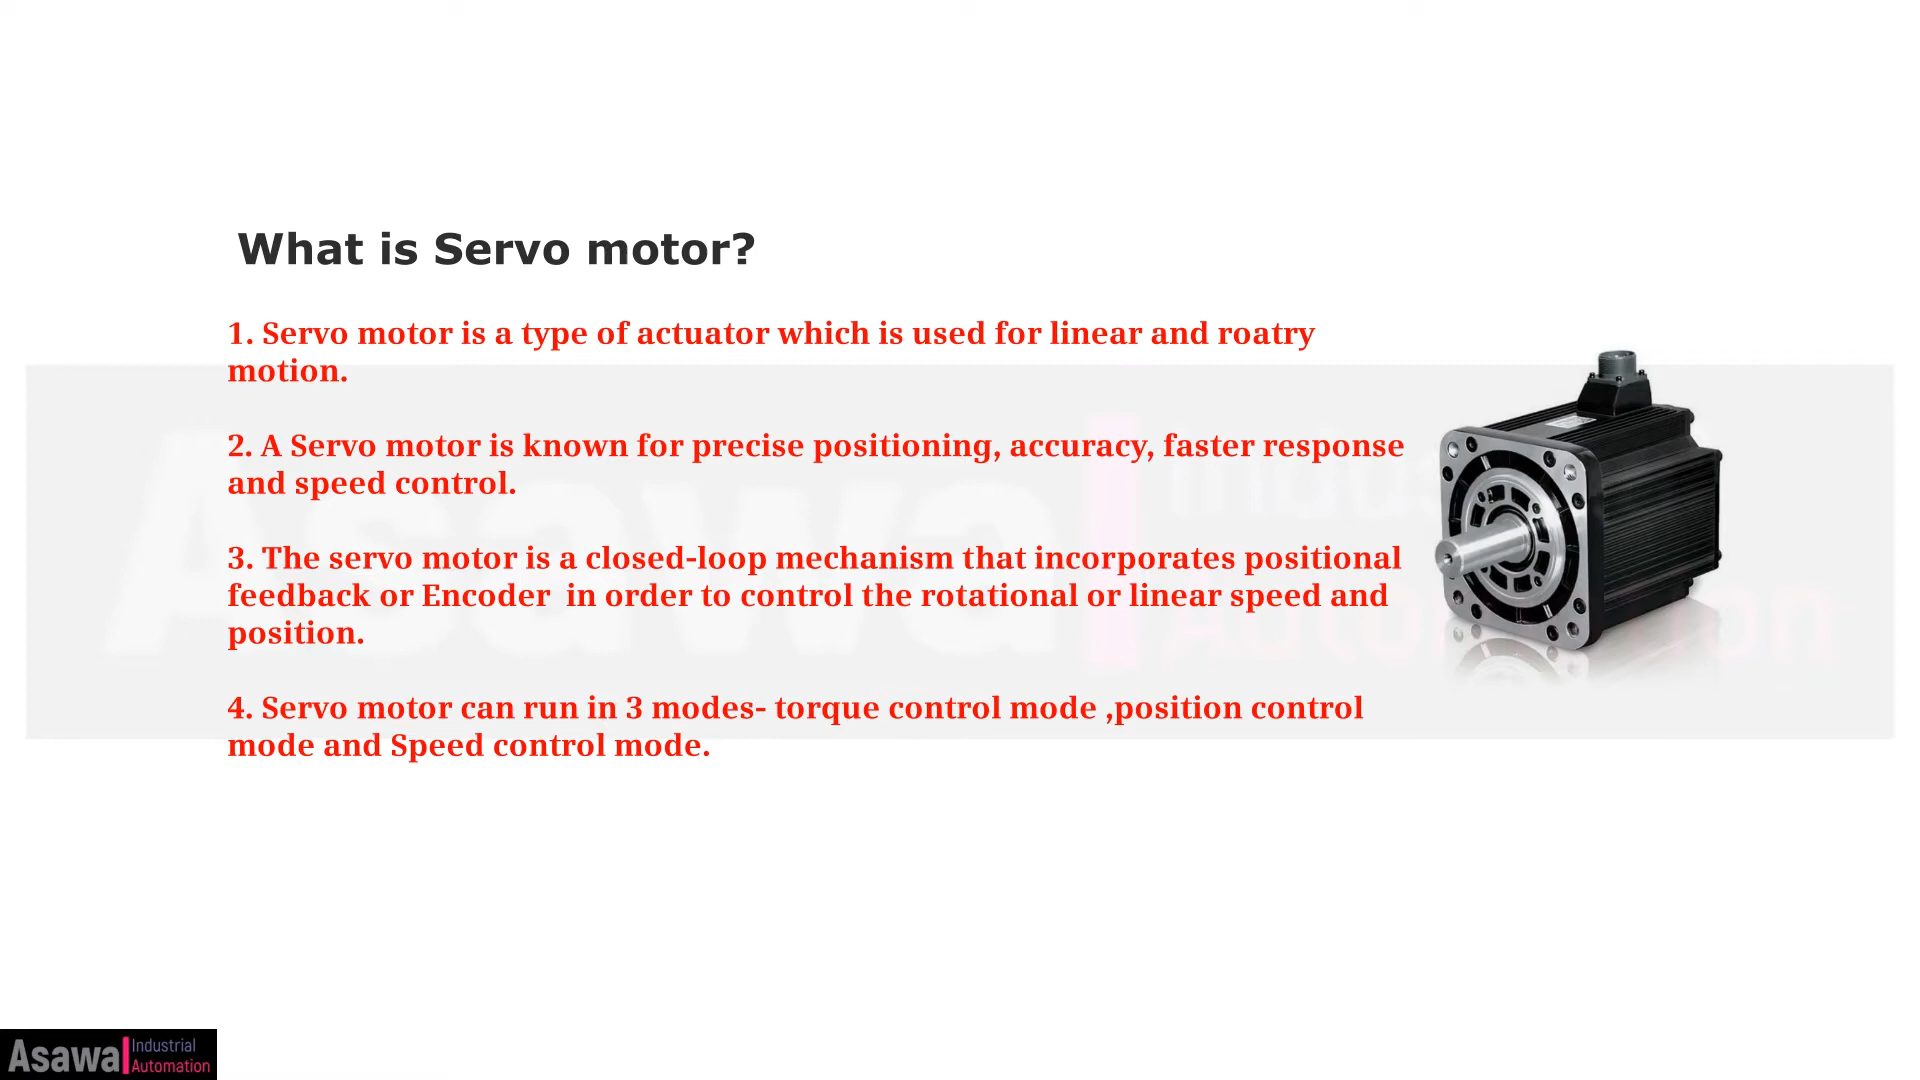 What is Servo motor?
1. Servo motor is a type of actuator which is used for linear and roatry
motion.
2. A Servo motor is known for precise positioning, accuracy, faster response
and speed control.
3. The servo motor is a closed-loop mechanism that incorporates positional
feedback or Encoder  in order to control the rotational or linear speed and
position.
4. Servo motor can run in 3 modes- torque control mode ,position control
mode and Speed control mode.
Asawa
Industrial
Automation